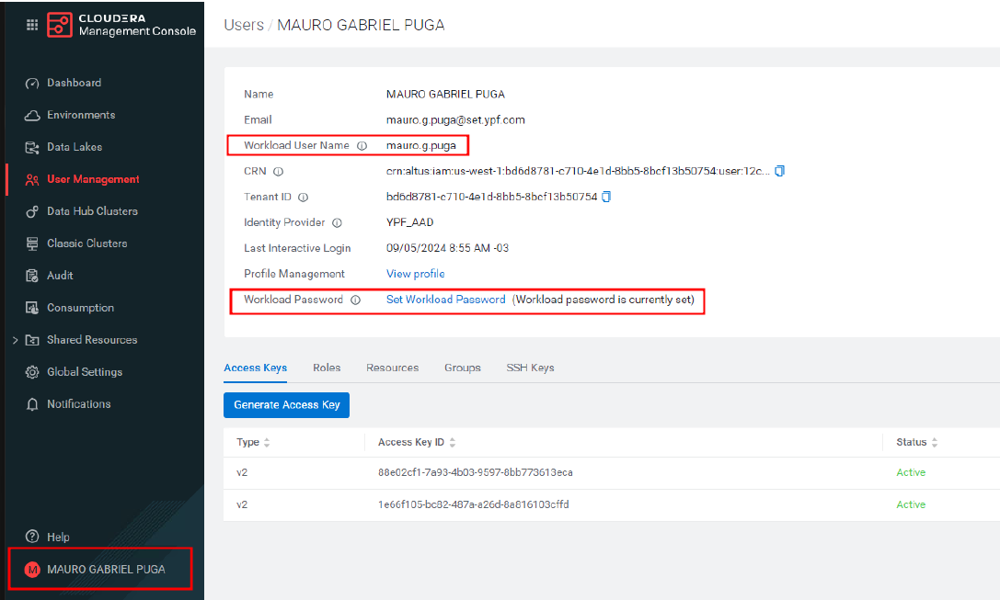 CLOUDERA
Management Console
Dashboard
Environments
Data Lakes
User Management
Data Hub Clusters
Classic Clusters
Audit
Consumption
Shared Resources
Global Settings
Notifications
Help
M MAURO GABRIEL PUGA
Users / MAURO GABRIEL PUGA
Name MAURO GABRIEL PUGA
Email mauro.g.puga@set.ypf.com
Workload User Name mauro.g.puga
CRN crn:altus:iam:us-west-1:bd6d8781-c710-4e1d-8bb5-8bcf13b50754:user:12c...
Tenant ID bd6d8781-c710-4e1d-8bb5-8bcf13b50754
Identity Provider YPF_AAD
Last Interactive Login 09/05/2024 8:55 AM -03
Profile Management View profile
Workload Password Set Workload Password (Workload password is currently set)
Access Keys Roles Resources Groups SSH Keys
Generate Access Key
Type Access Key ID Status
v2 88e02cf1-7a93-4b03-9597-8bb773613eca Active
v2 1e66f105-bc82-487a-a26d-8a816103cffd Active